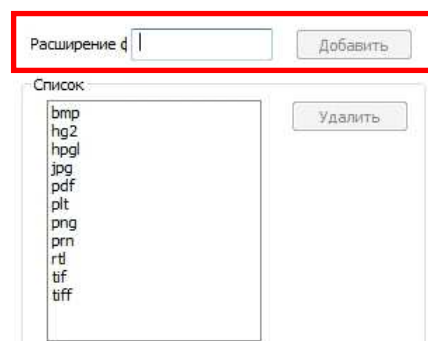 Расширение ф
Добавить
Список
Удалить
bmp
hg2
hpgl
jpg
pdf
plt
png
prn
rtl
tif
tiff